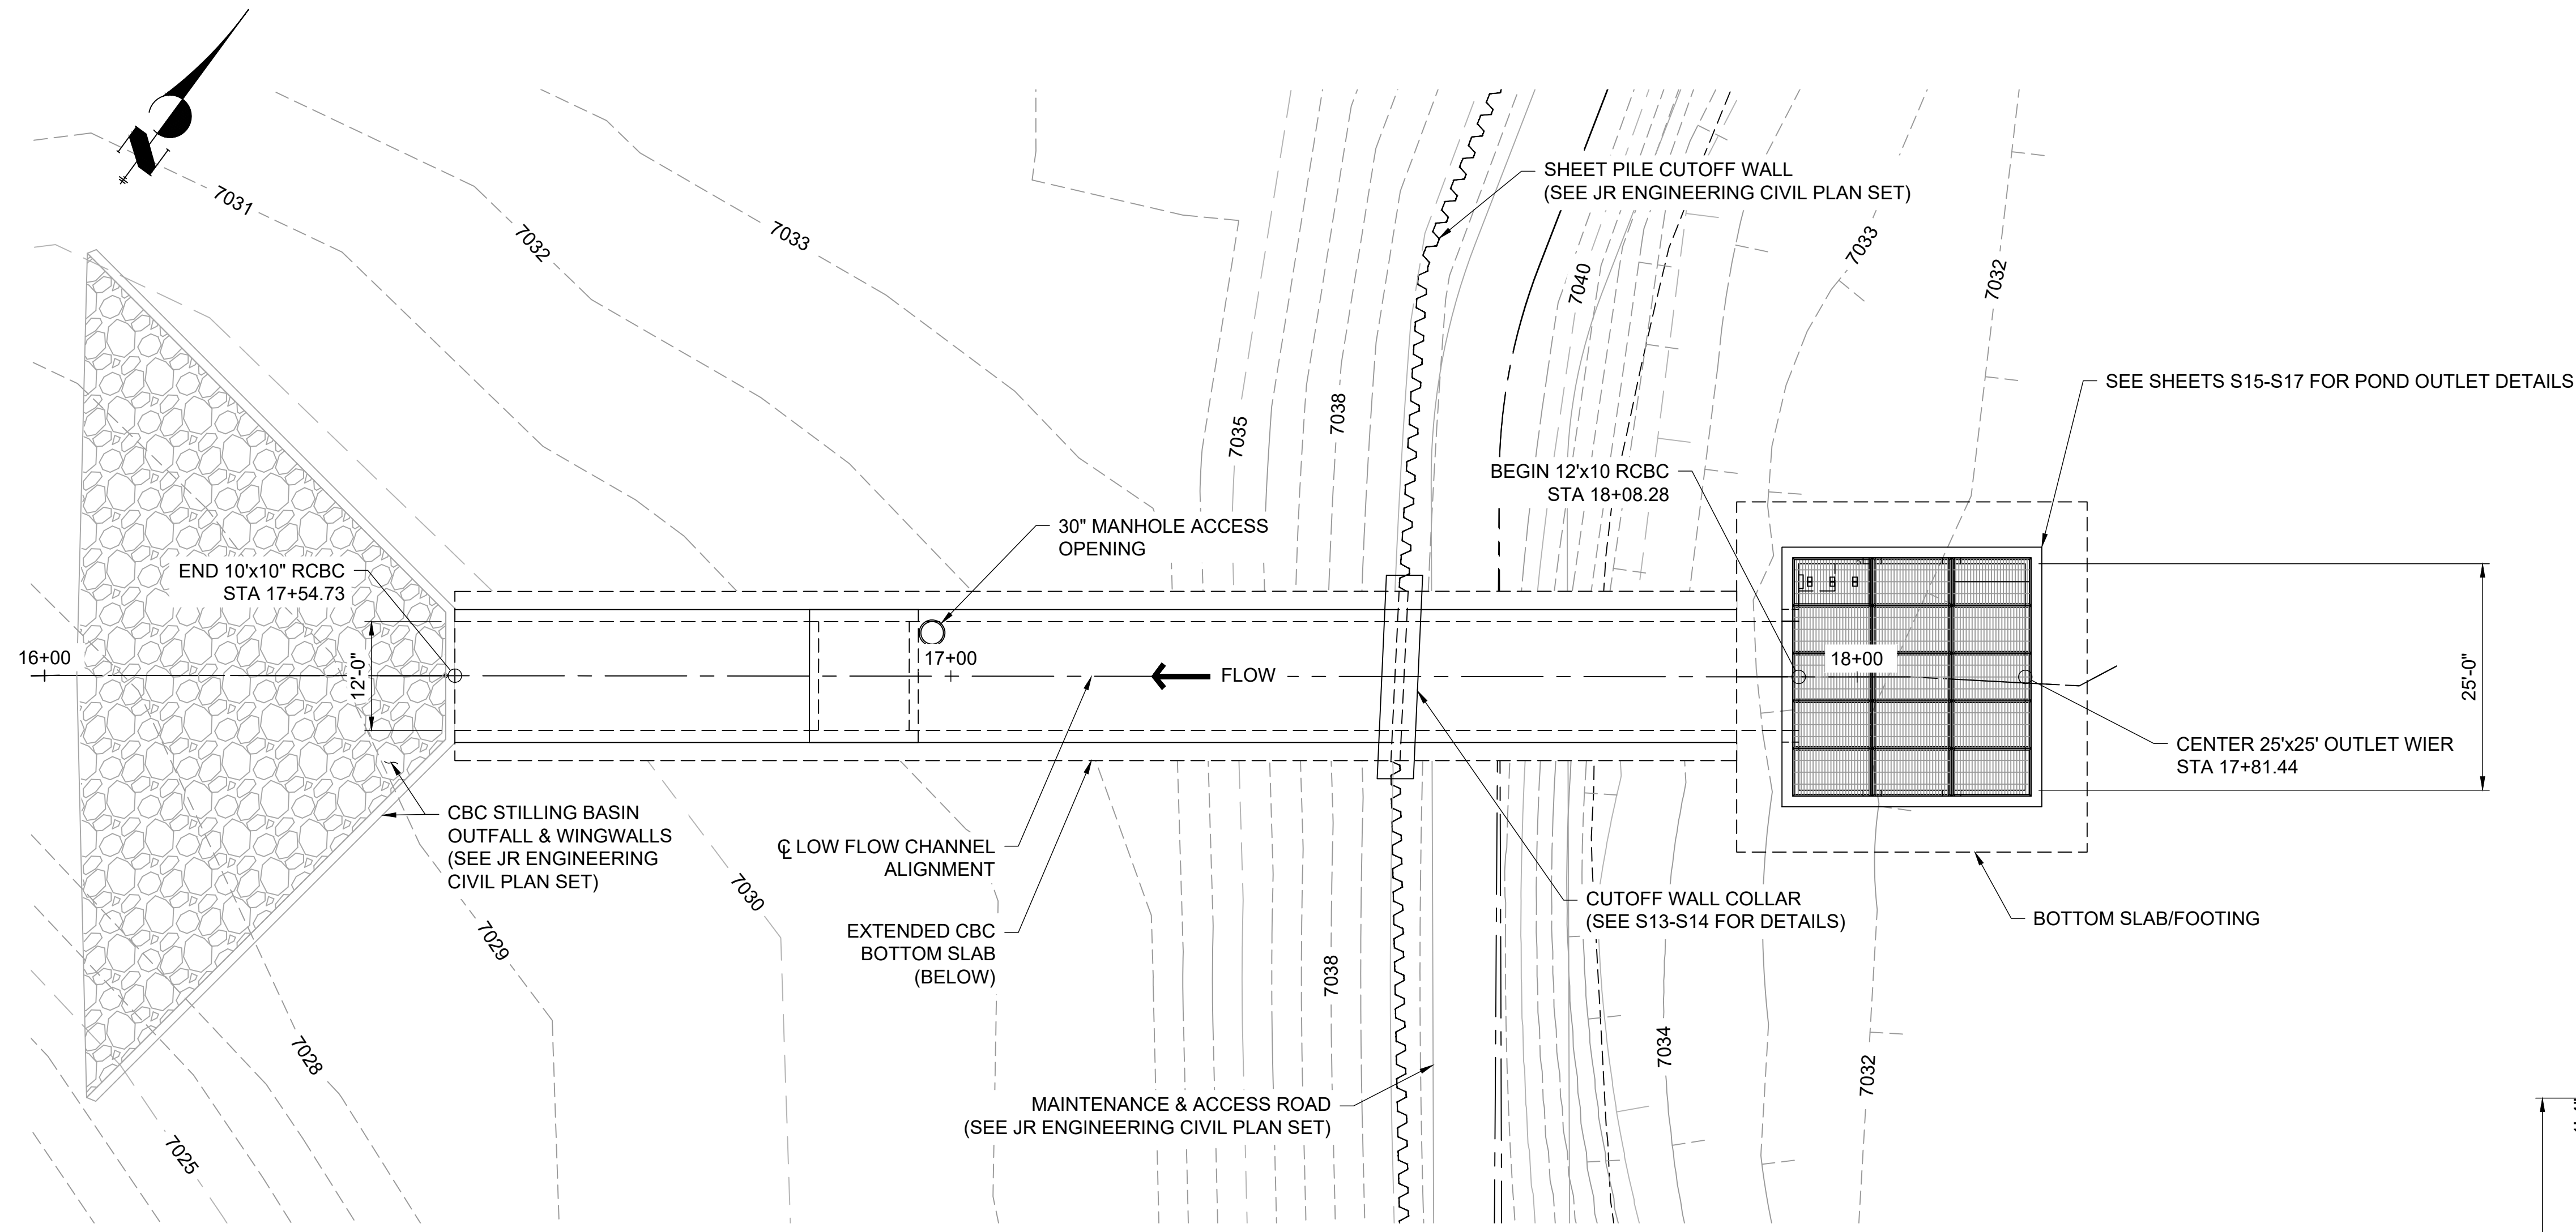 N
7031
7032
7033
SHEET PILE CUTOFF WALL
(SEE JR ENGINEERING CIVIL PLAN SET)
7033
7032
7040
SEE SHEETS S15-S17 FOR POND OUTLET DETAILS
7035
7038
BEGIN 12'x10 RCBC
STA 18+08.28
30" MANHOLE ACCESS
OPENING
END 10'x10" RCBC
STA 17+54.73
16+00
12'-0"
17+00
FLOW
18+00
25'-0"
CENTER 25'x25' OUTLET WIER
STA 17+81.44
CBC STILLING BASIN
OUTFALL & WINGWALLS
(SEE JR ENGINEERING
CIVIL PLAN SET)
℄ LOW FLOW CHANNEL
ALIGNMENT
7030
CUTOFF WALL COLLAR
(SEE S13-S14 FOR DETAILS)
BOTTOM SLAB/FOOTING
EXTENDED CBC
BOTTOM SLAB
(BELOW)
7029
7038
7034
7032
7028
MAINTENANCE & ACCESS ROAD
(SEE JR ENGINEERING CIVIL PLAN SET)
7025